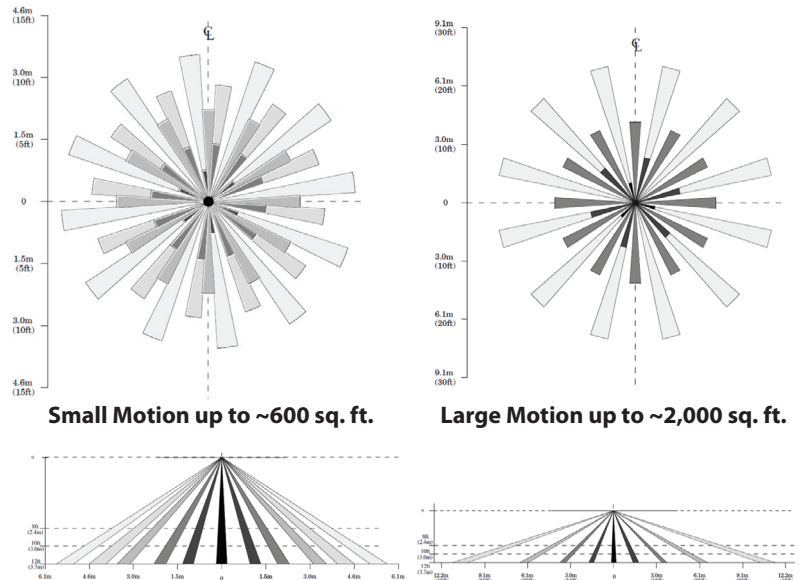 4.6m
(15ft)
3.0m
(10ft)
1.5m
(5ft)
0
1.5m
(5ft)
3.0m
(10ft)
4.6m
(15ft)
℄
Small Motion up to ~600 sq. ft.
9.1m
(30ft)
6.1m
(20ft)
3.0m
(10ft)
0
3.0m
(10ft)
6.1m
(20ft)
9.1m
(30ft)
℄
Large Motion up to ~2,000 sq. ft.
0
8ft
(2.4m)
10ft
(3.0m)
12ft
(3.7m)
6.1m 4.6m 3.0m 1.5m 0 1.5m 3.0m 4.6m 6.1m
0
8ft
(2.4m)
10ft
(3.0m)
12ft
(3.7m)
12.2m 9.1m 6.1m 3.0m 0 3.0m 6.1m 9.1m 12.2m